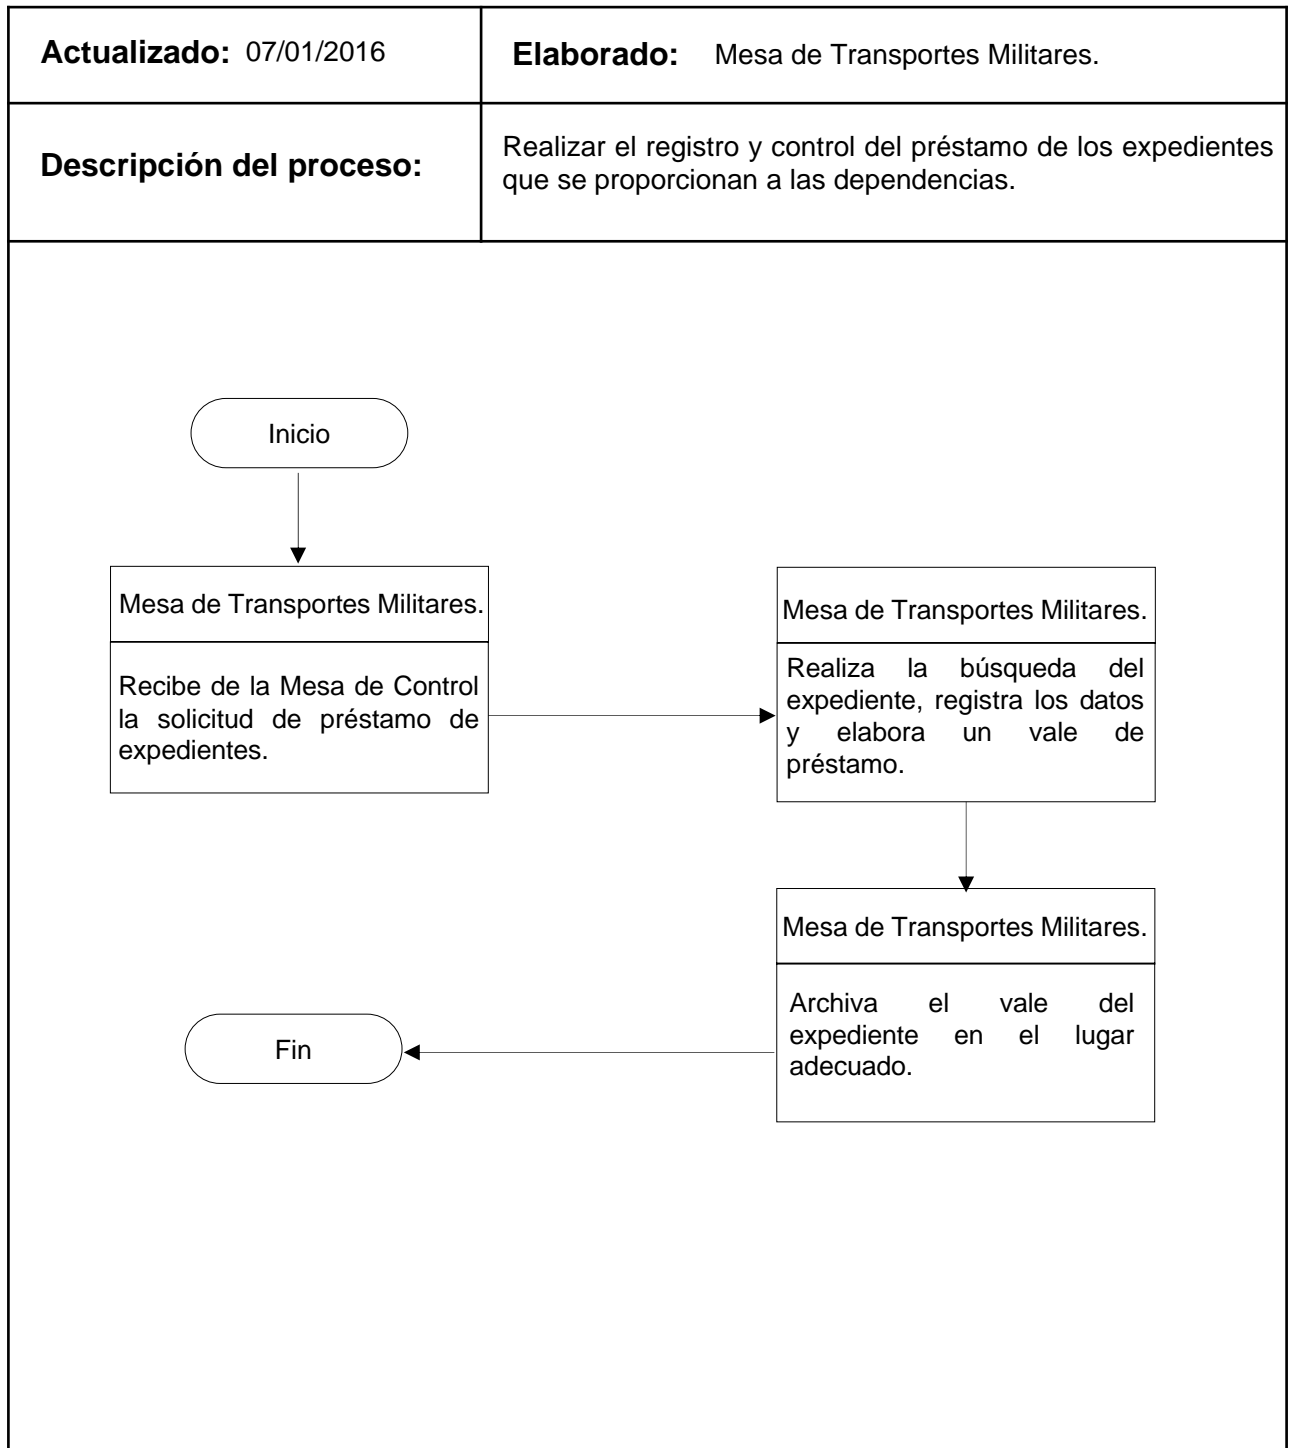 Actualizado: 07/01/2016
Elaborado: Mesa de Transportes Militares.
Descripción del proceso:
Realizar el registro y control del préstamo de los expedientes
que se proporcionan a las dependencias.
Inicio
Mesa de Transportes Militares.
Recibe de la Mesa de Control
la solicitud de préstamo de
expedientes.
Mesa de Transportes Militares.
Realiza la búsqueda del
expediente, registra los datos
y elabora un vale de
préstamo.
Mesa de Transportes Militares.
Archiva el vale del
expediente en el lugar
adecuado.
Fin